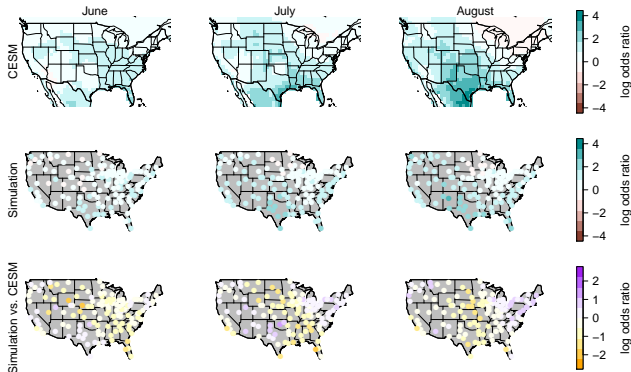 June July August
CESM
4
2
0
−2
−4
log odds ratio
Simulation
4
2
0
−2
−4
log odds ratio
Simulation vs. CESM
2
1
0
−1
−2
log odds ratio